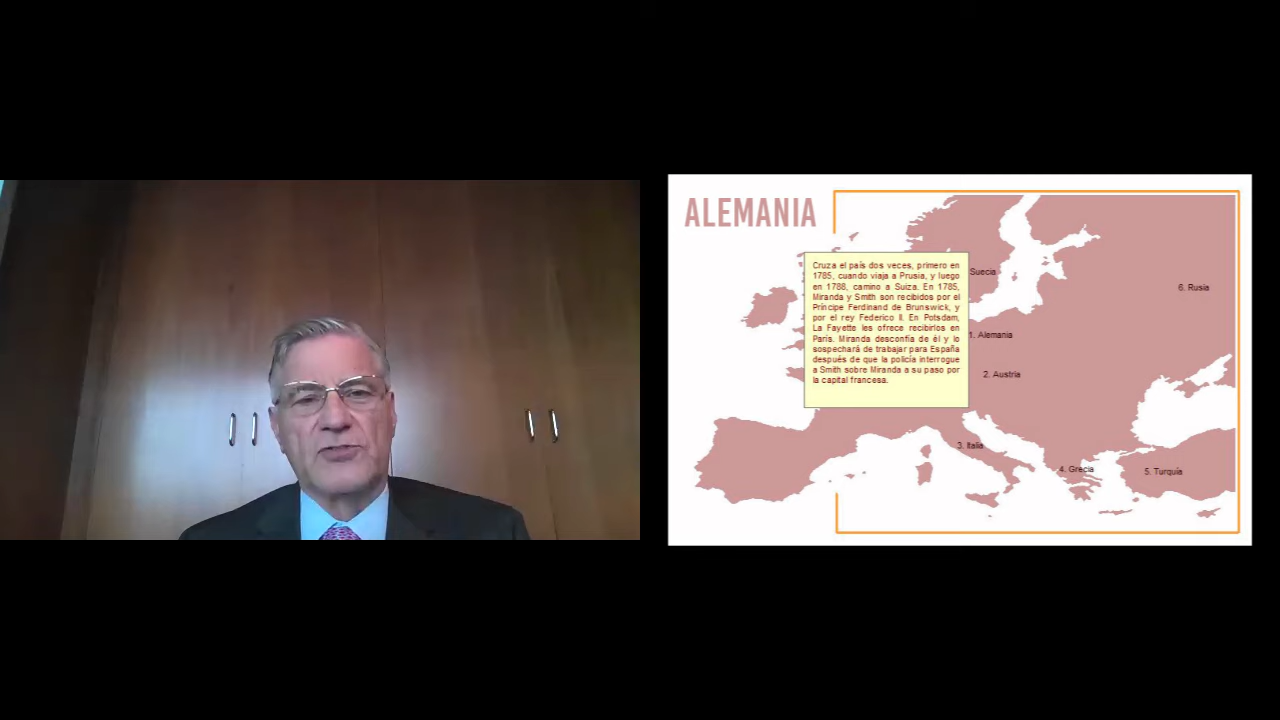 ALEMANIA
Cruza el país dos veces, primero en
1785, cuando viaja a Prusia, y luego
en 1788, camino a Suiza. En 1785,
Miranda y Smith son recibidos por el
Príncipe Ferdinand de Brunswick, y
por el rey Federico II. En Potsdam,
La Fayette les ofrece recibirlos en
París. Miranda desconfía de él y lo
sospechará de trabajar para España
después de que la policía interrogue
a Smith sobre Miranda a su paso por
la capital francesa.
Suecia
6. Rusia
1. Alemania
2. Austria
3. Italia
4. Grecia
5. Turquía